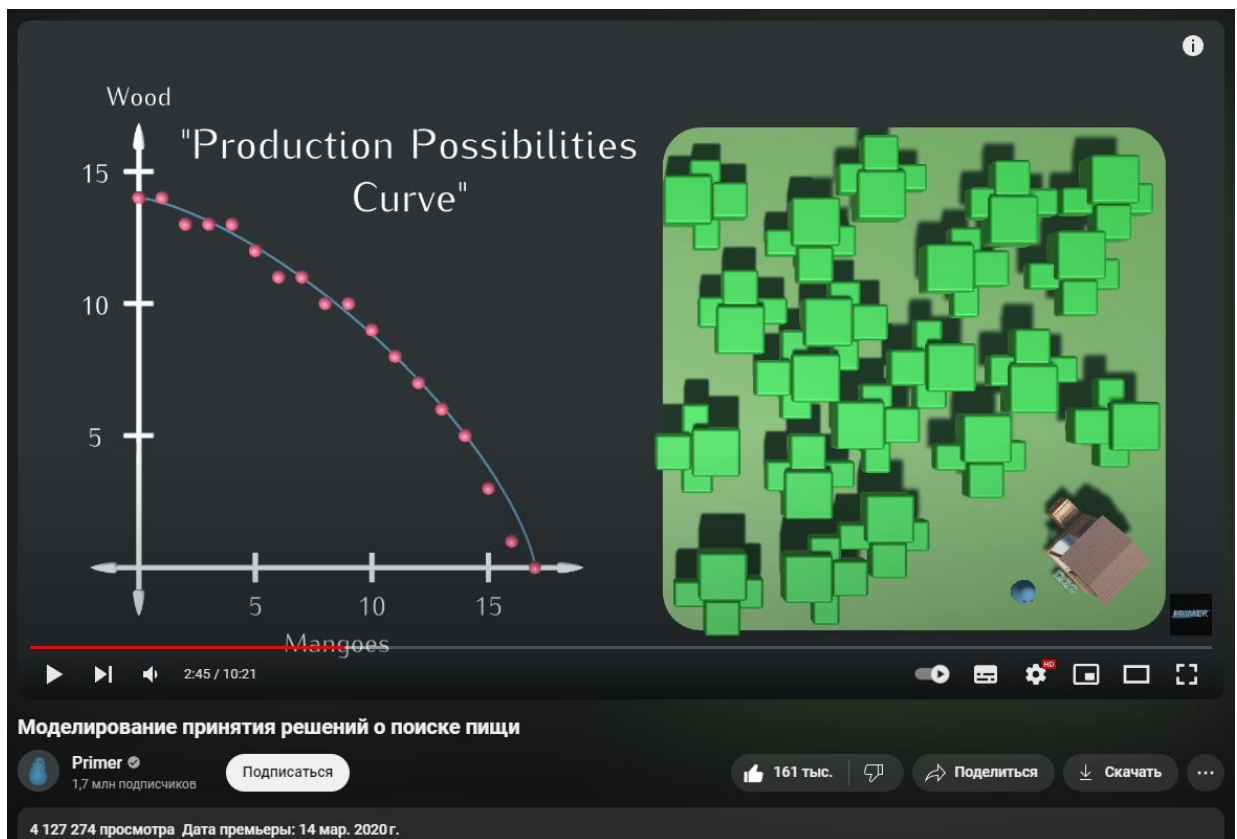 Wood
"Production Possibilities
Curve"
15
10
5
5 10 15
Mangoes
PRIMER
2:45 / 10:21
HD
Моделирование принятия решений о поиске пищи
Primer
1,7 млн подписчиков
Подписаться
161 тыс.
Поделиться
Скачать
4 127 274 просмотра Дата премьеры: 14 мар. 2020 г.